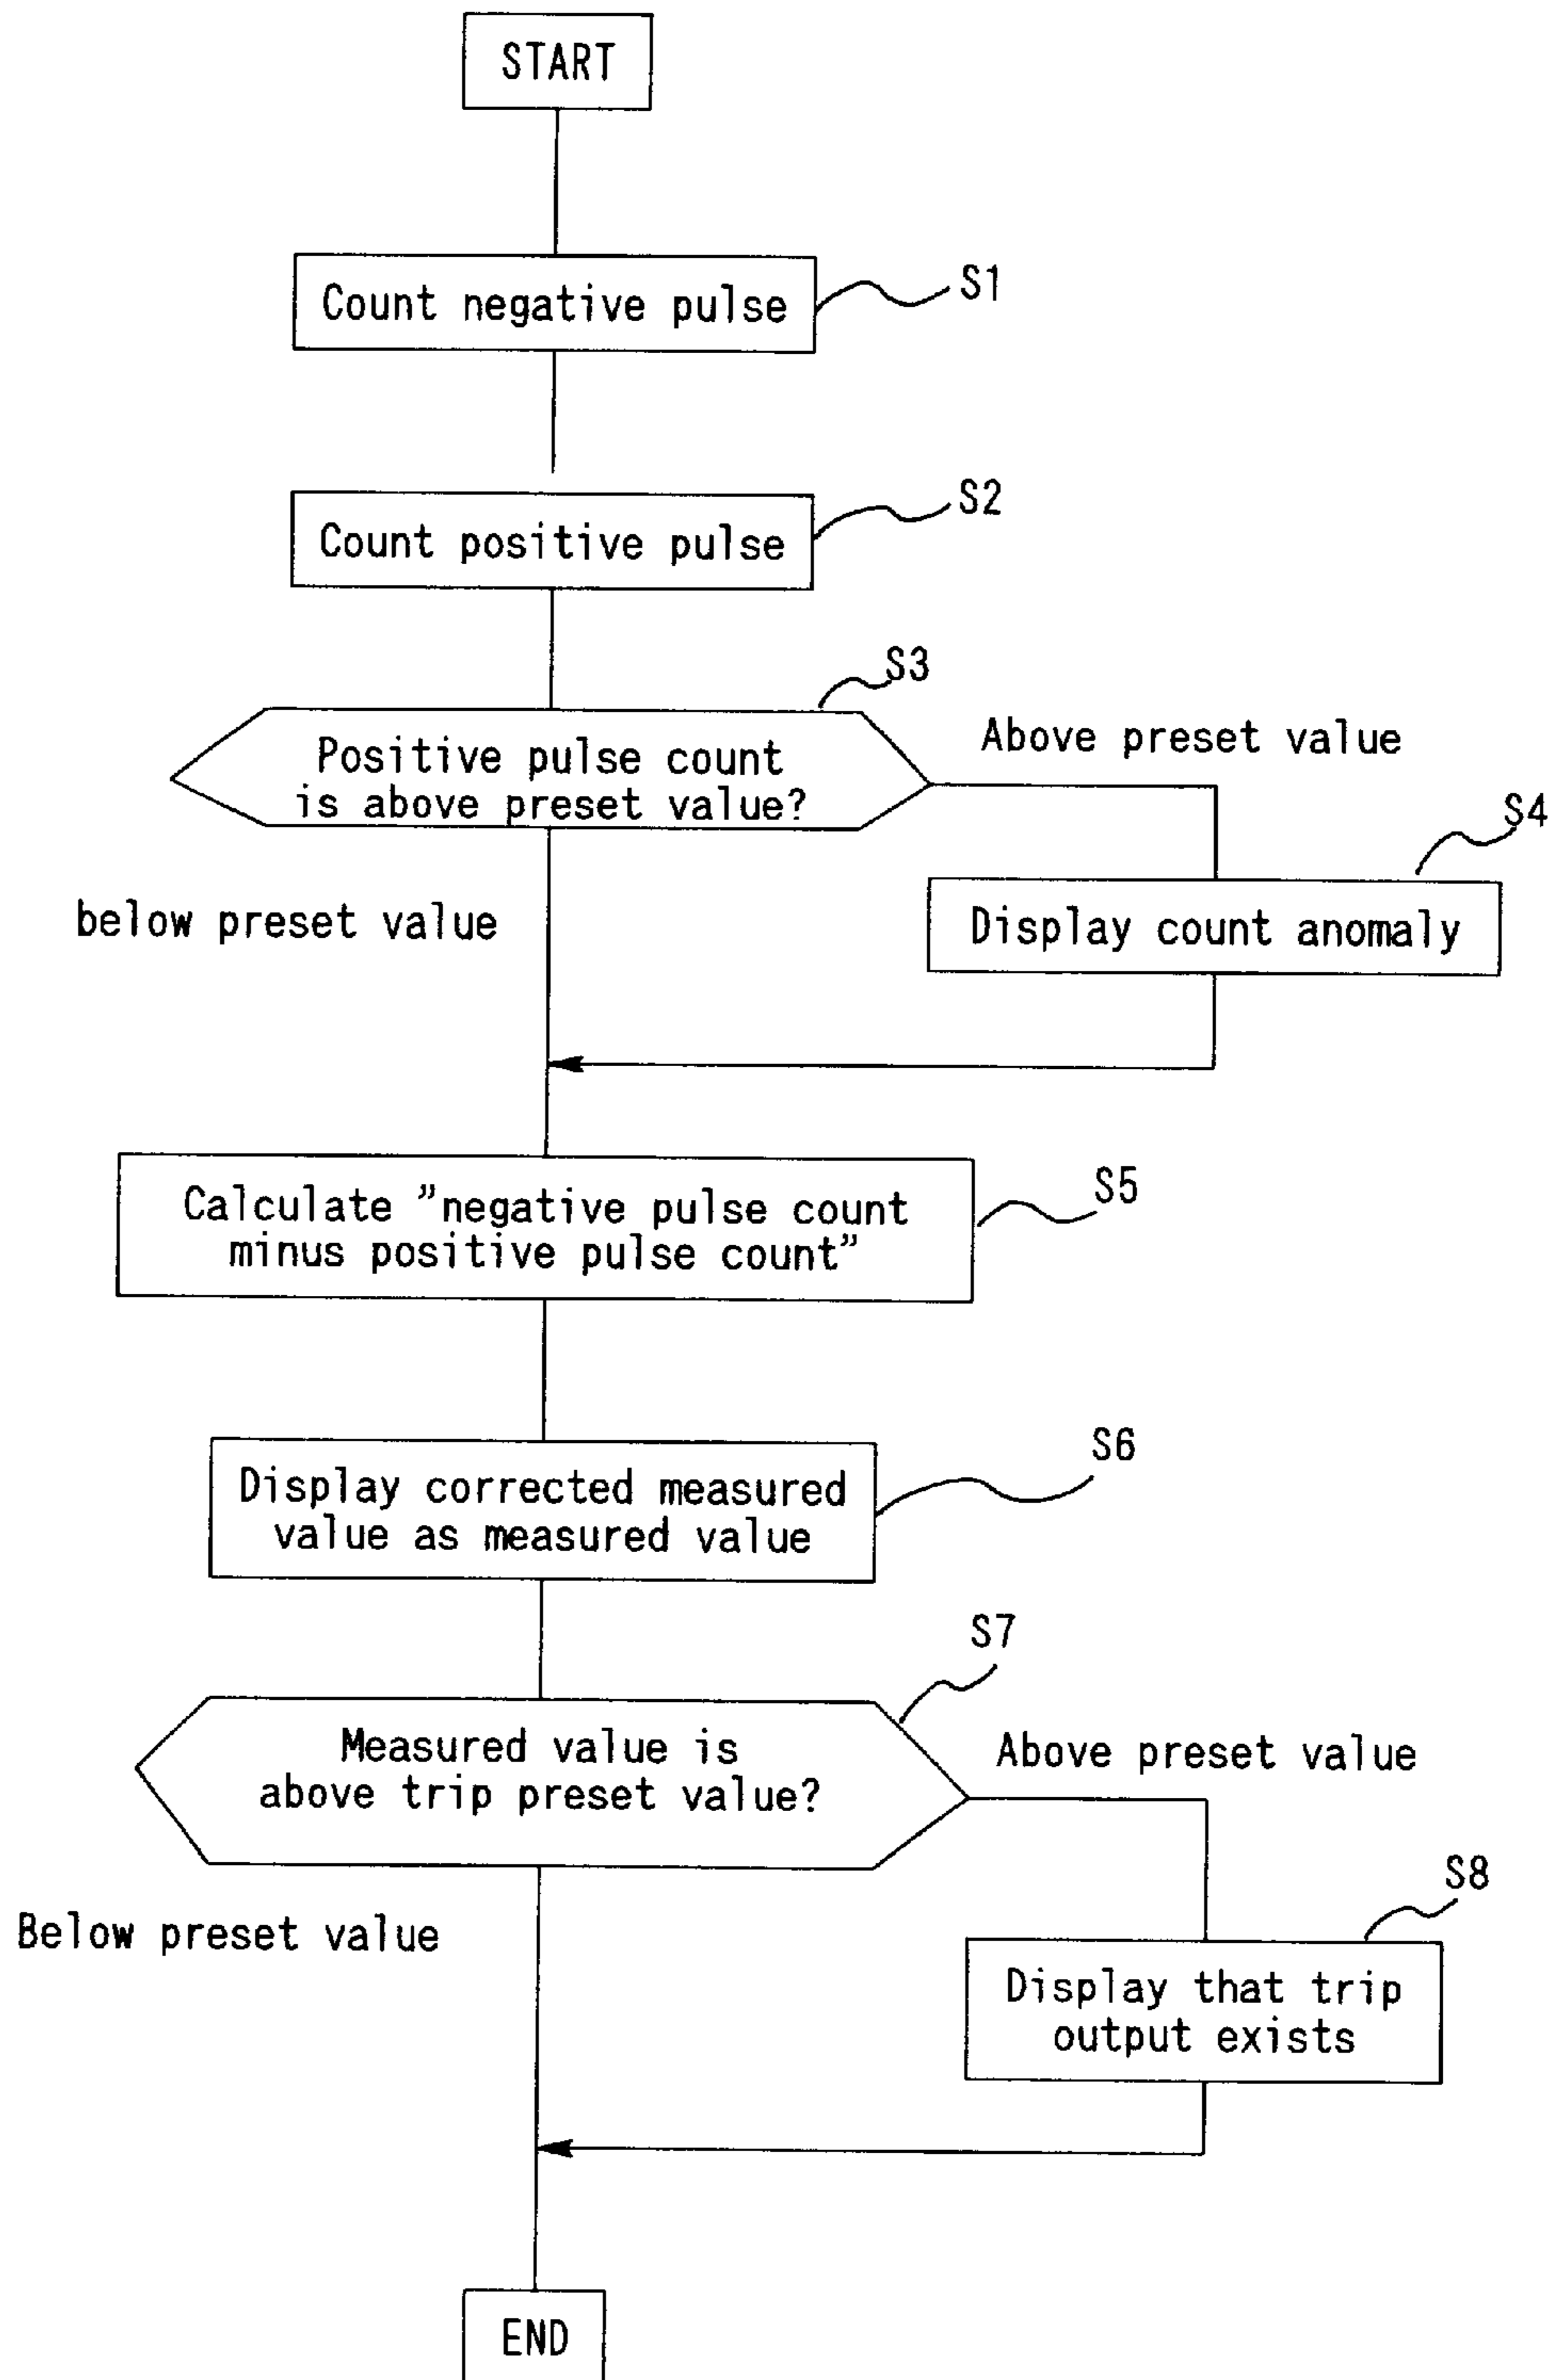 START
Count negative pulse
S1
Count positive pulse
S2
S3
Positive pulse count
is above preset value?
Above preset value
S4
below preset value
Display count anomaly
Calculate ”negative pulse count
minus positive pulse count”
S5
Display corrected measured
value as measured value
S6
S7
Measured value is
above trip preset value?
Above preset value
S8
Below preset value
Display that trip
output exists
END